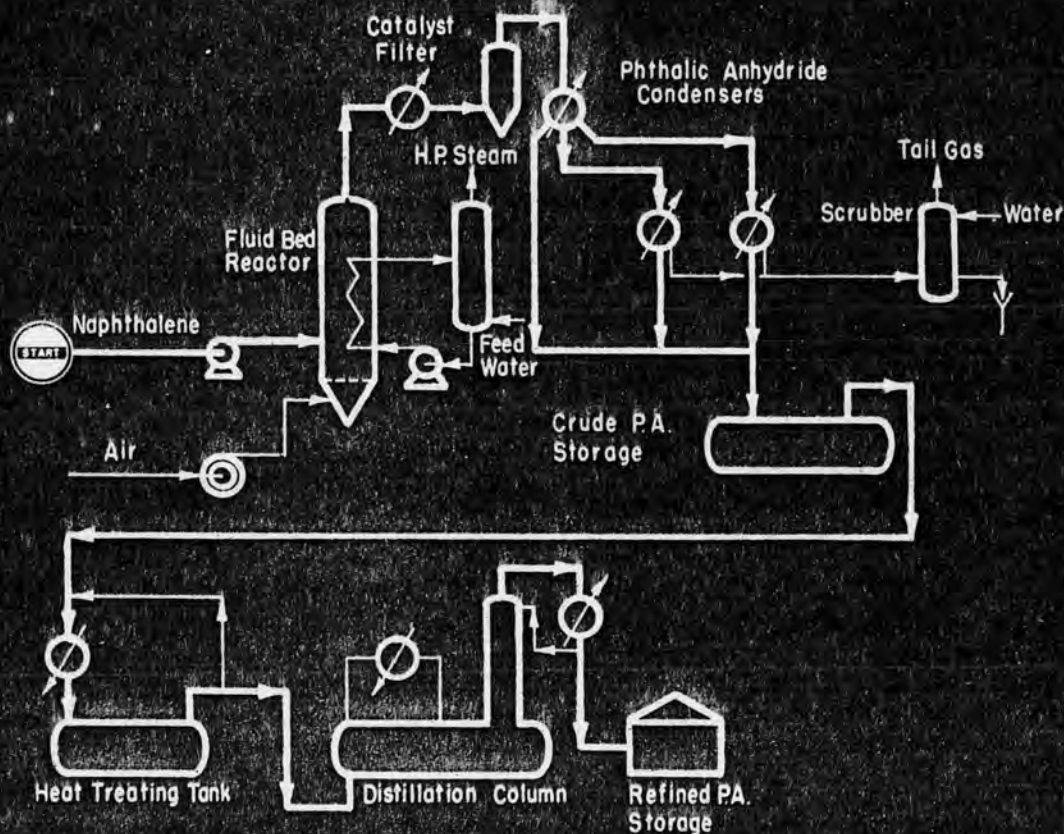 Catalyst
Filter
Phthalic Anhydride
Condensers
H.P. Steam
Tail Gas
Scrubber
Water
Fluid Bed
Reactor
Naphthalene
START
Feed
Water
Air
Crude P.A.
Storage
Heat Treating Tank
Distillation Column
Refined P.A.
Storage